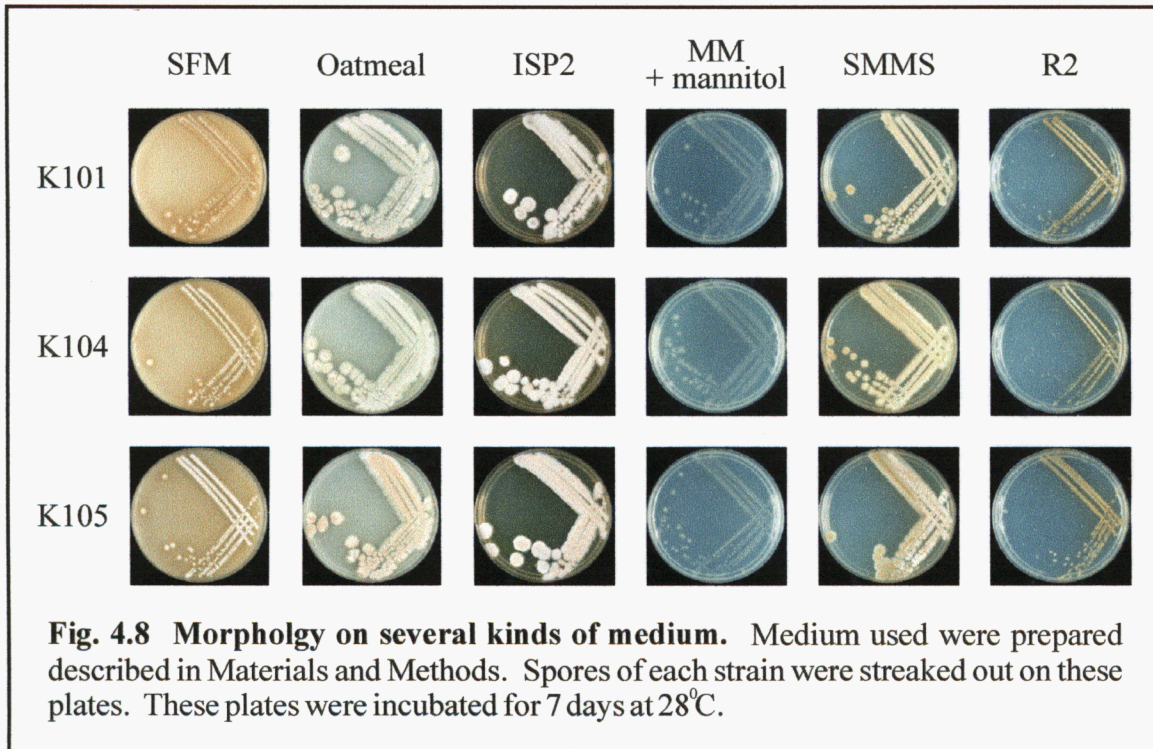 SFM Oatmeal ISP2 MM + mannitol SMMS R2
K101
K104
K105
Fig. 4.8 Morpholgy on several kinds of medium. Medium used were prepared
described in Materials and Methods. Spores of each strain were streaked out on these
plates. These plates were incubated for 7 days at 28⁰C.